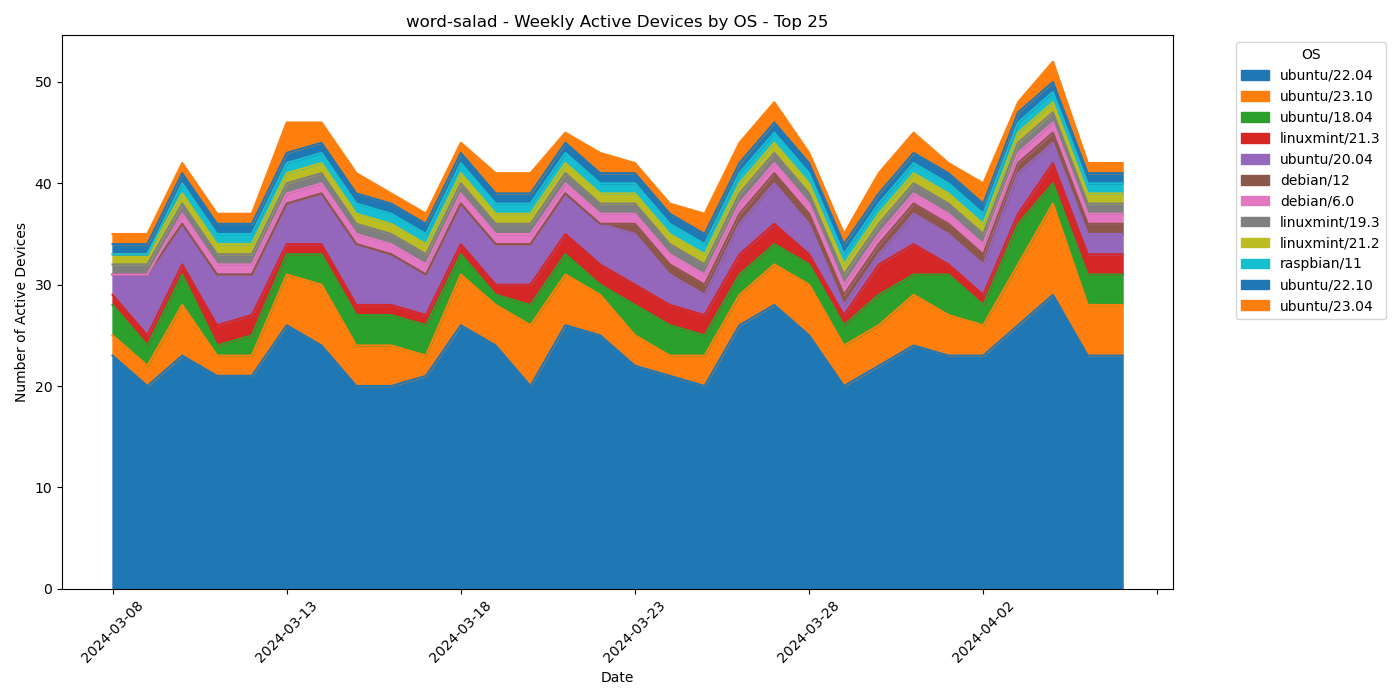 word-salad - Weekly Active Devices by OS - Top 25
Number of Active Devices
50
40
30
20
10
0
2024-03-08
2024-03-13
2024-03-18
2024-03-23
2024-03-28
2024-04-02
Date
OS
ubuntu/22.04
ubuntu/23.10
ubuntu/18.04
linuxmint/21.3
ubuntu/20.04
debian/12
debian/6.0
linuxmint/19.3
linuxmint/21.2
raspbian/11
ubuntu/22.10
ubuntu/23.04